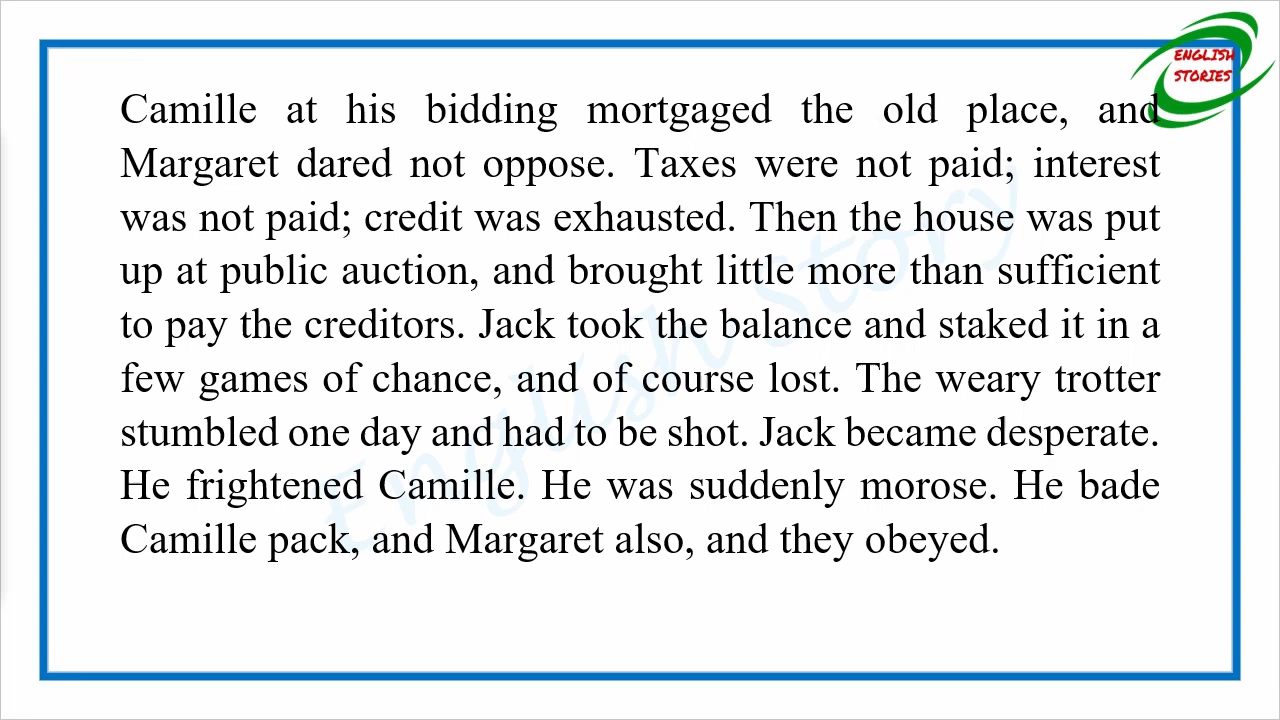 ENGLISH
STORIES
Camille at his bidding mortgaged the old place, and
Margaret dared not oppose. Taxes were not paid; interest
was not paid; credit was exhausted. Then the house was put
up at public auction, and brought little more than sufficient
to pay the creditors. Jack took the balance and staked it in a
few games of chance, and of course lost. The weary trotter
stumbled one day and had to be shot. Jack became desperate.
He frightened Camille. He was suddenly morose. He bade
Camille pack, and Margaret also, and they obeyed.
English Story